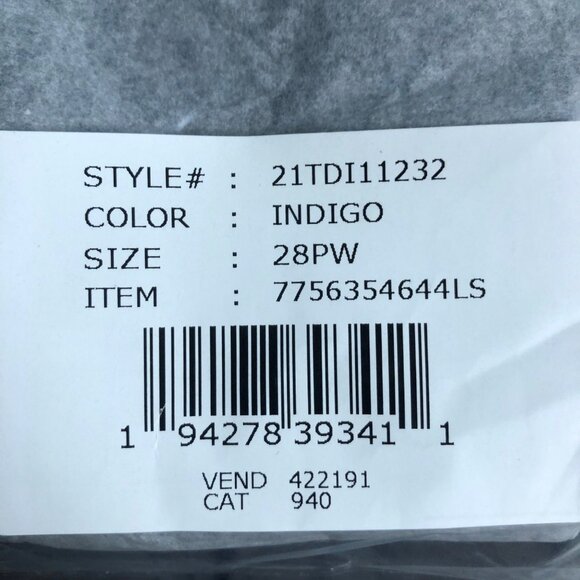 STYLE# : 21TDI11232
COLOR : INDIGO
SIZE : 28PW
ITEM : 7756354644LS
1 94278 39341 1
VEND 422191
CAT 940